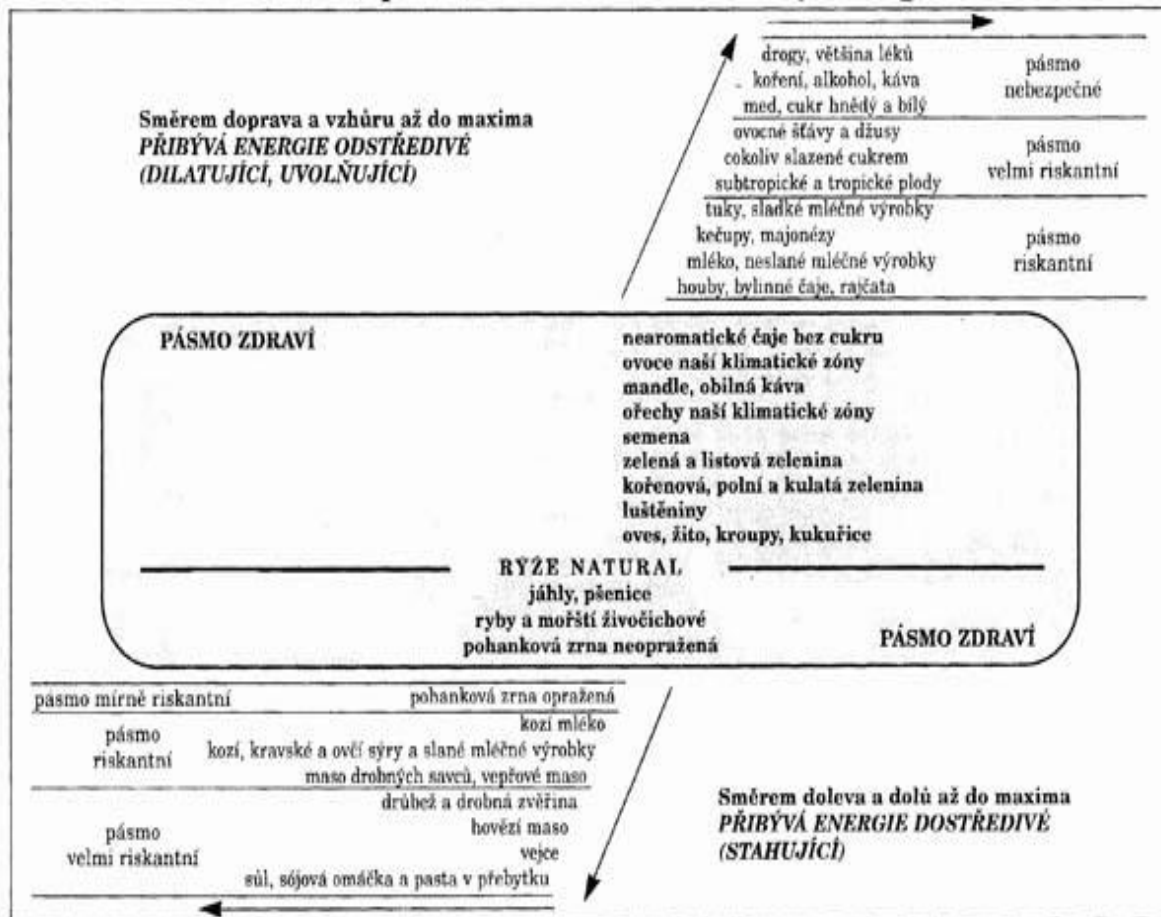 drogy, většina léků
koření, alkohol, káva
med, cukr hnědý a bílý
pásmo
nebezpečné
Směrem doprava a vzhůru až do maxima
PŘIBÝVÁ ENERGIE ODSTŘEDIVÉ
(DILATUJÍCÍ, UVOLŇUJÍCÍ)
ovocné šťávy a džusy
cokoliv slazené cukrem
subtropické a tropické plody
pásmo
velmi riskantní
tuky, sladké mléčné výrobky
kečupy, majonézy
mléko, neslané mléčné výrobky
houby, bylinné čaje, rajčata
pásmo
riskantní
PÁSMO ZDRAVÍ
nearomatické čaje bez cukru
ovoce naší klimatické zóny
mandle, obilná káva
ořechy naší klimatické zóny
semena
zelená a listová zelenina
kořenová, polní a kulatá zelenina
luštěniny
oves, žito, kroupy, kukuřice
RÝŽE NATURAL
jáhly, pšenice
ryby a mořští živočichové
pohanková zrna neopražená
PÁSMO ZDRAVÍ
pásmo mírně riskantní
pohanková zrna opražená
pásmo
riskantní
kozí mléko
kozí, kravské a ovčí sýry a slané mléčné výrobky
maso drobných savců, vepřové maso
pásmo
velmi riskantní
drůbež a drobná zvěřina
hovězí maso
vejce
sůl, sójová omáčka a pasta v přebytku
Směrem doleva a dolů až do maxima
PŘIBÝVÁ ENERGIE DOSTŘEDIVÉ
(STAHUJÍCÍ)